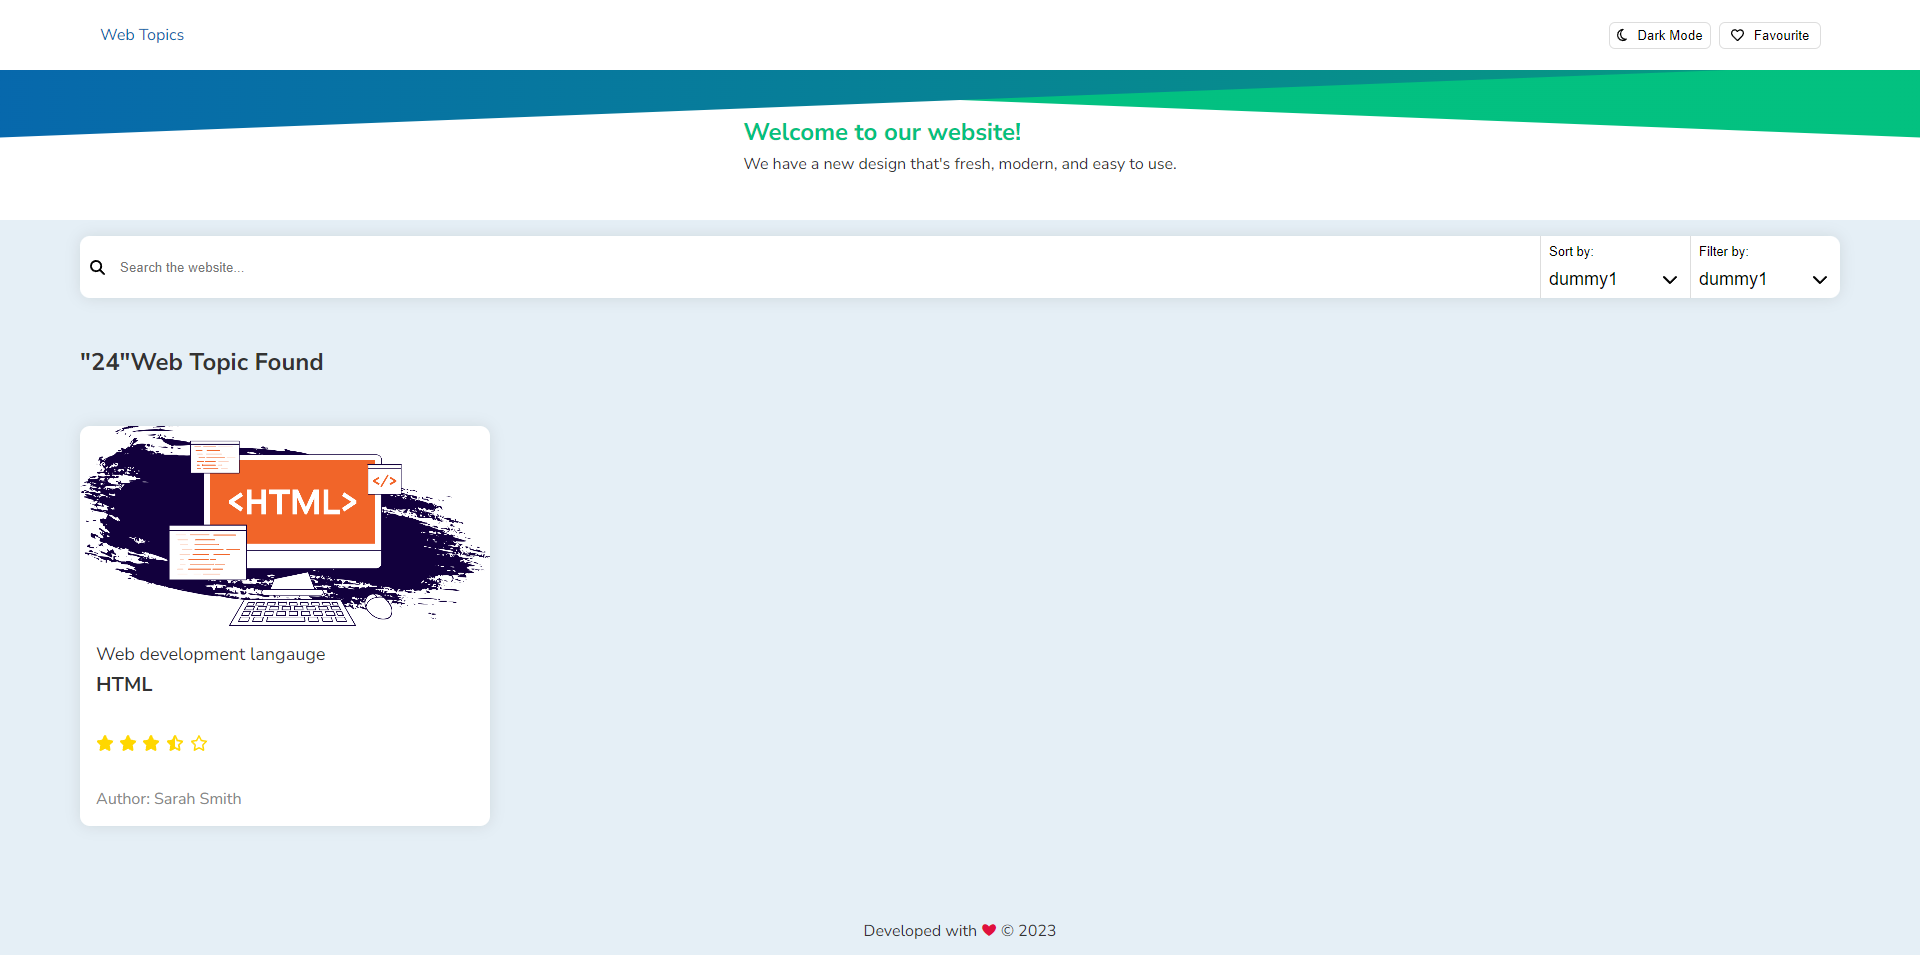 Web Topics
Dark Mode
Favourite
Welcome to our website!
We have a new design that's fresh, modern, and easy to use.
Search the website...
Sort by:
dummy1
Filter by:
dummy1
"24"Web Topic Found
<HTML>
</>
Web development langauge
HTML
Author: Sarah Smith
Developed with ❤ © 2023